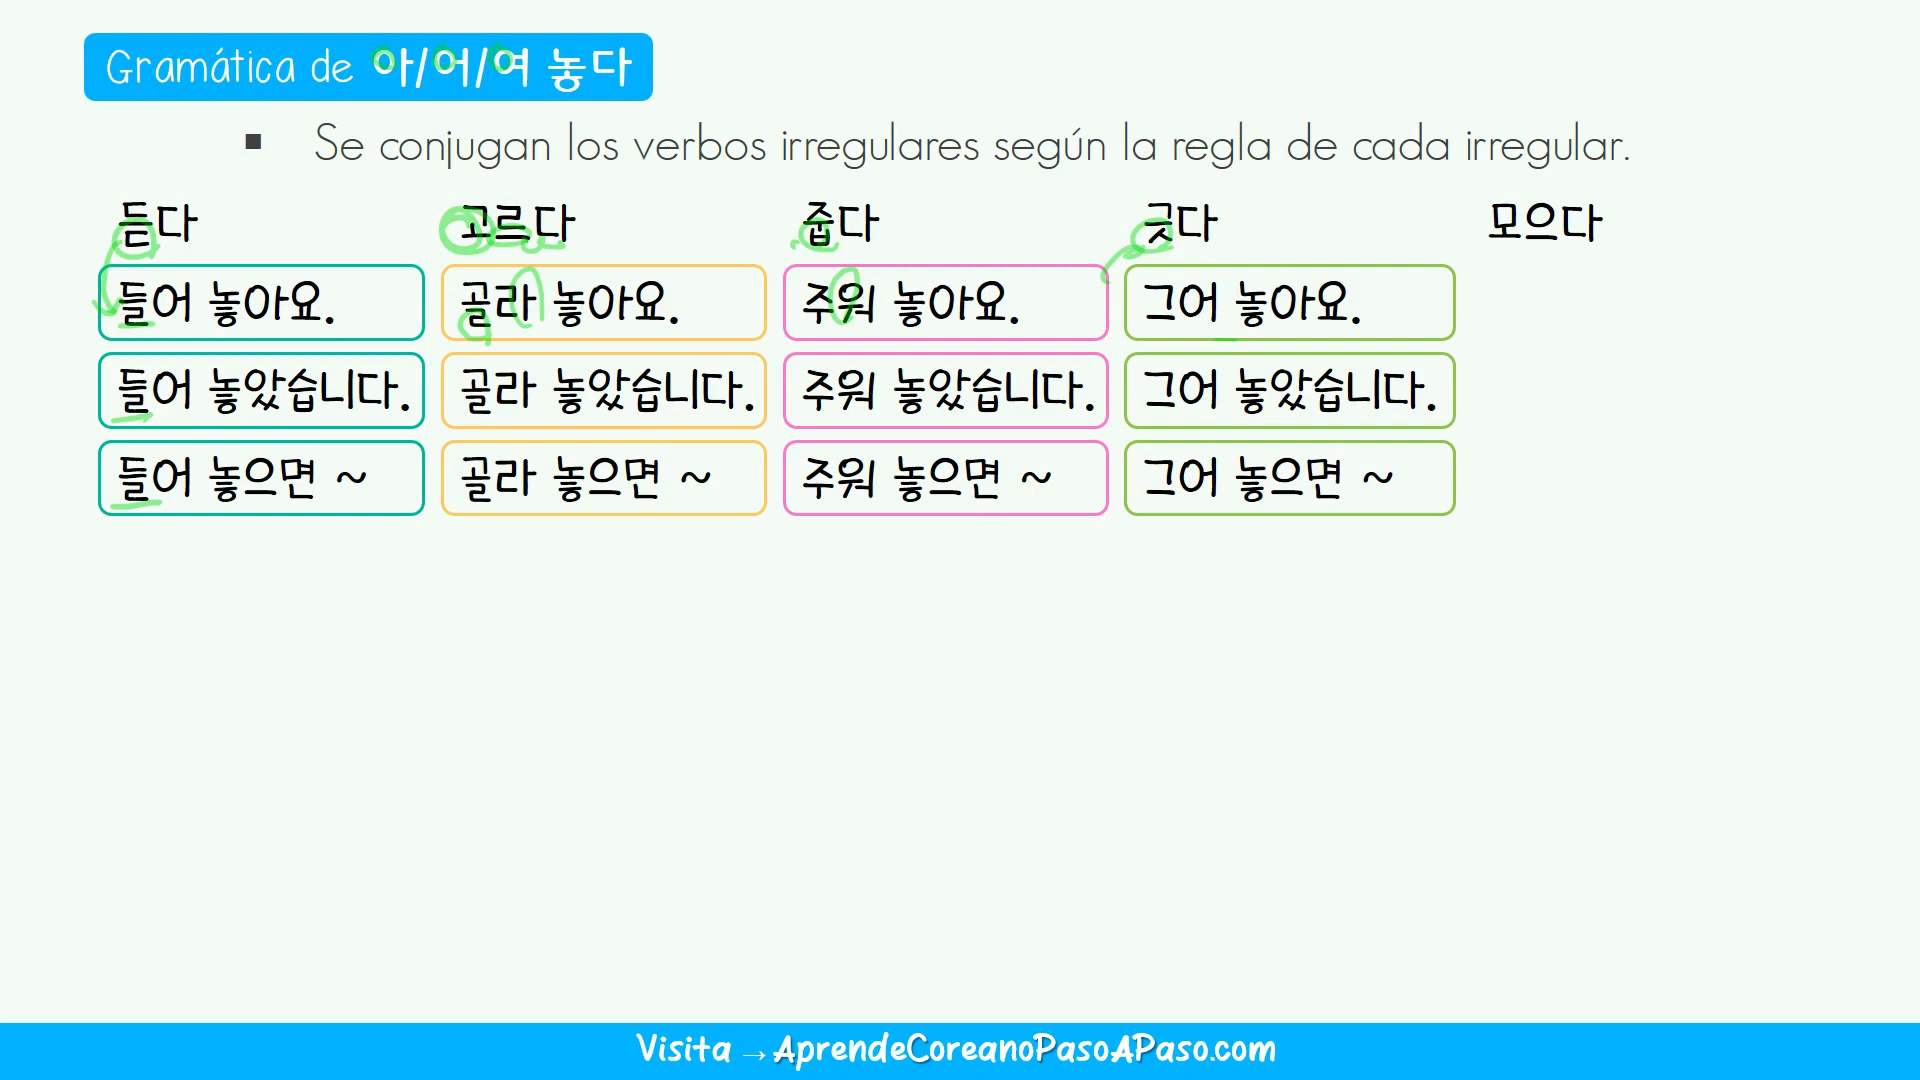 Gramática de 아/어/여 놓다
▪ Se conjugan los verbos irregulares según la regla de cada irregular.
듣다 고르다 줍다 긋다 모으다
들어 놓아요. 골라 놓아요. 주워 놓아요. 그어 놓아요.
들어 놓았습니다. 골라 놓았습니다. 주워 놓았습니다. 그어 놓았습니다.
들어 놓으면 ~ 골라 놓으면 ~ 주워 놓으면 ~ 그어 놓으면 ~
Visita → AprendeCoreanoPasoAPaso.com